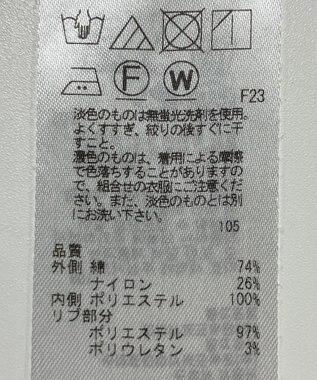 F W
F23
淡色のものは無蛍光洗剤を使用。
よくすすぎ、絞りの後すぐに干
すこと。
濃色のものは、着用による摩擦
で色落ちすることがありますの
で、組合せの衣服にご注意くだ
さい。また、淡色のものとは別
にお洗い下さい。
105
品質
外側 綿 74%
ナイロン 26%
内側 ポリエステル 100%
リブ部分
ポリエステル 97%
ポリウレタン 3%